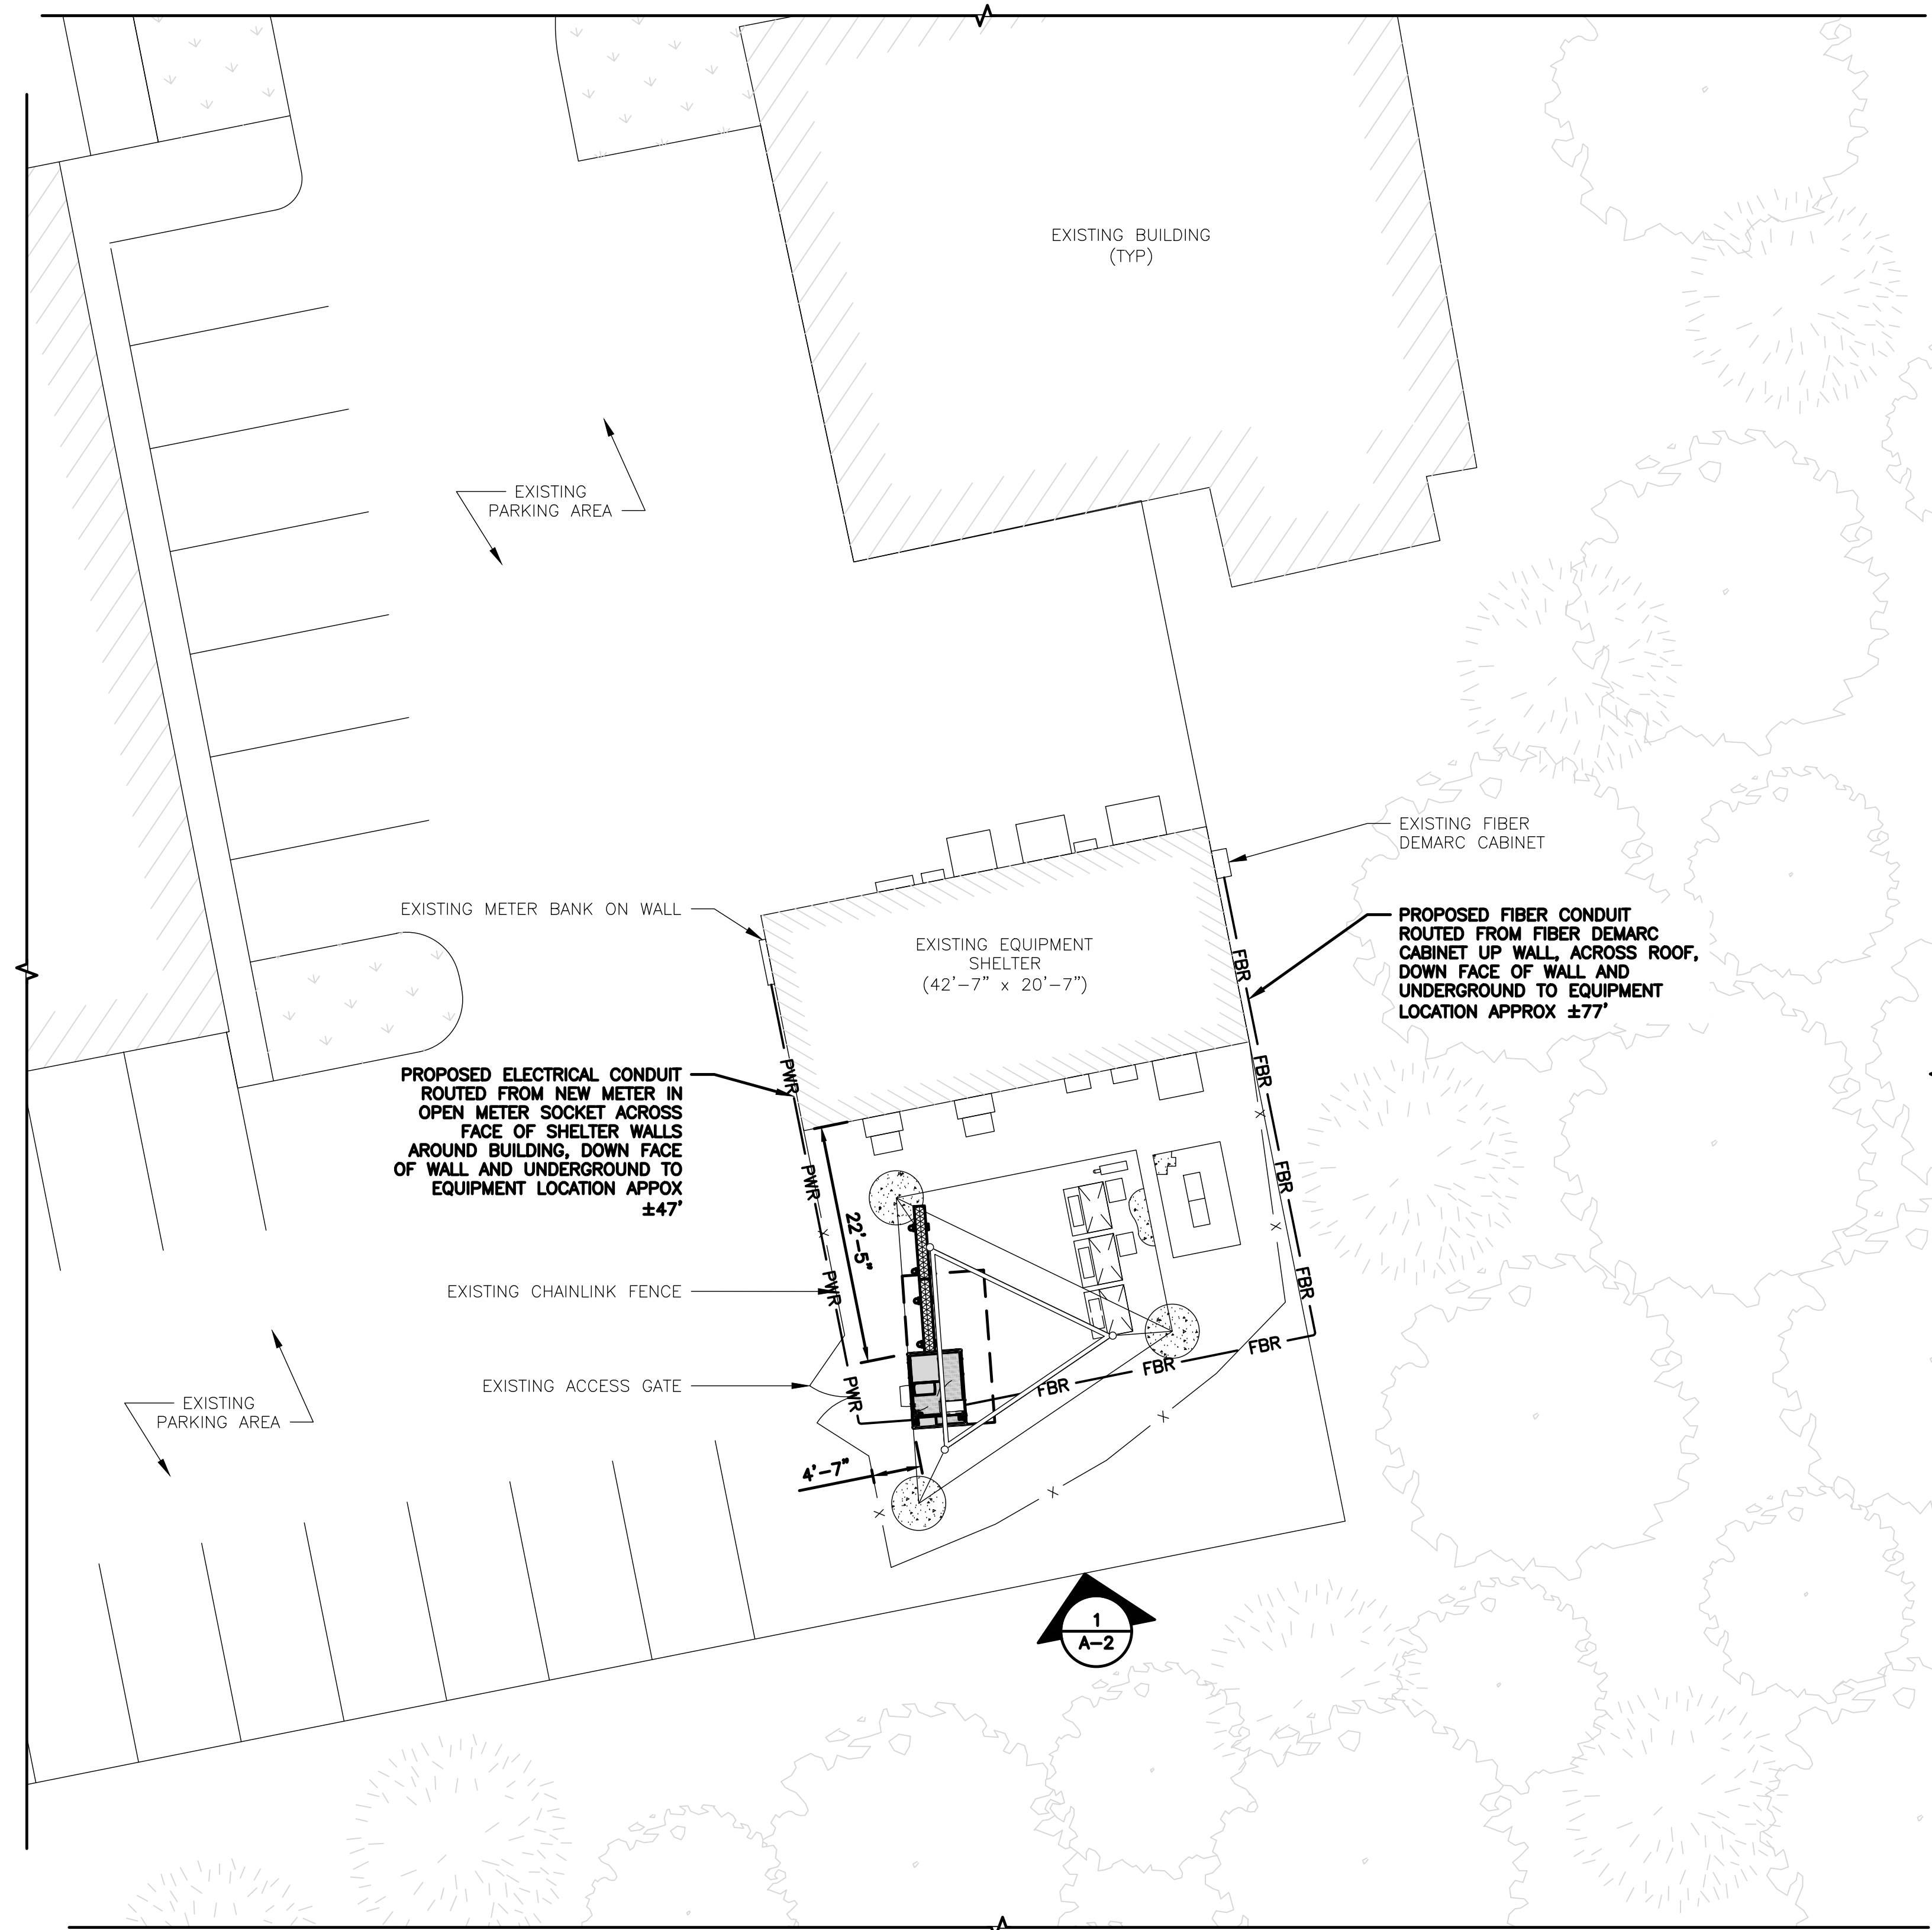 EXISTING BUILDING
(TYP)
EXISTING
PARKING AREA
EXISTING FIBER
DEMARC CABINET
EXISTING METER BANK ON WALL
EXISTING EQUIPMENT
SHELTER
(42'-7" x 20'-7")
PROPOSED FIBER CONDUIT
ROUTED FROM FIBER DEMARC
CABINET UP WALL, ACROSS ROOF,
DOWN FACE OF WALL AND
UNDERGROUND TO EQUIPMENT
LOCATION APPROX ±77'
PROPOSED ELECTRICAL CONDUIT
ROUTED FROM NEW METER IN
OPEN METER SOCKET ACROSS
FACE OF SHELTER WALLS
AROUND BUILDING, DOWN FACE
OF WALL AND UNDERGROUND TO
EQUIPMENT LOCATION APPOX
±47'
FBR
FBR
FBR
FBR
FBR
FBR
FBR
PWR
PWR
PWR
PWR
X
X
X
X
X
X
22'-5"
EXISTING CHAINLINK FENCE
EXISTING ACCESS GATE
EXISTING
PARKING AREA
4'-7"
1
A-2